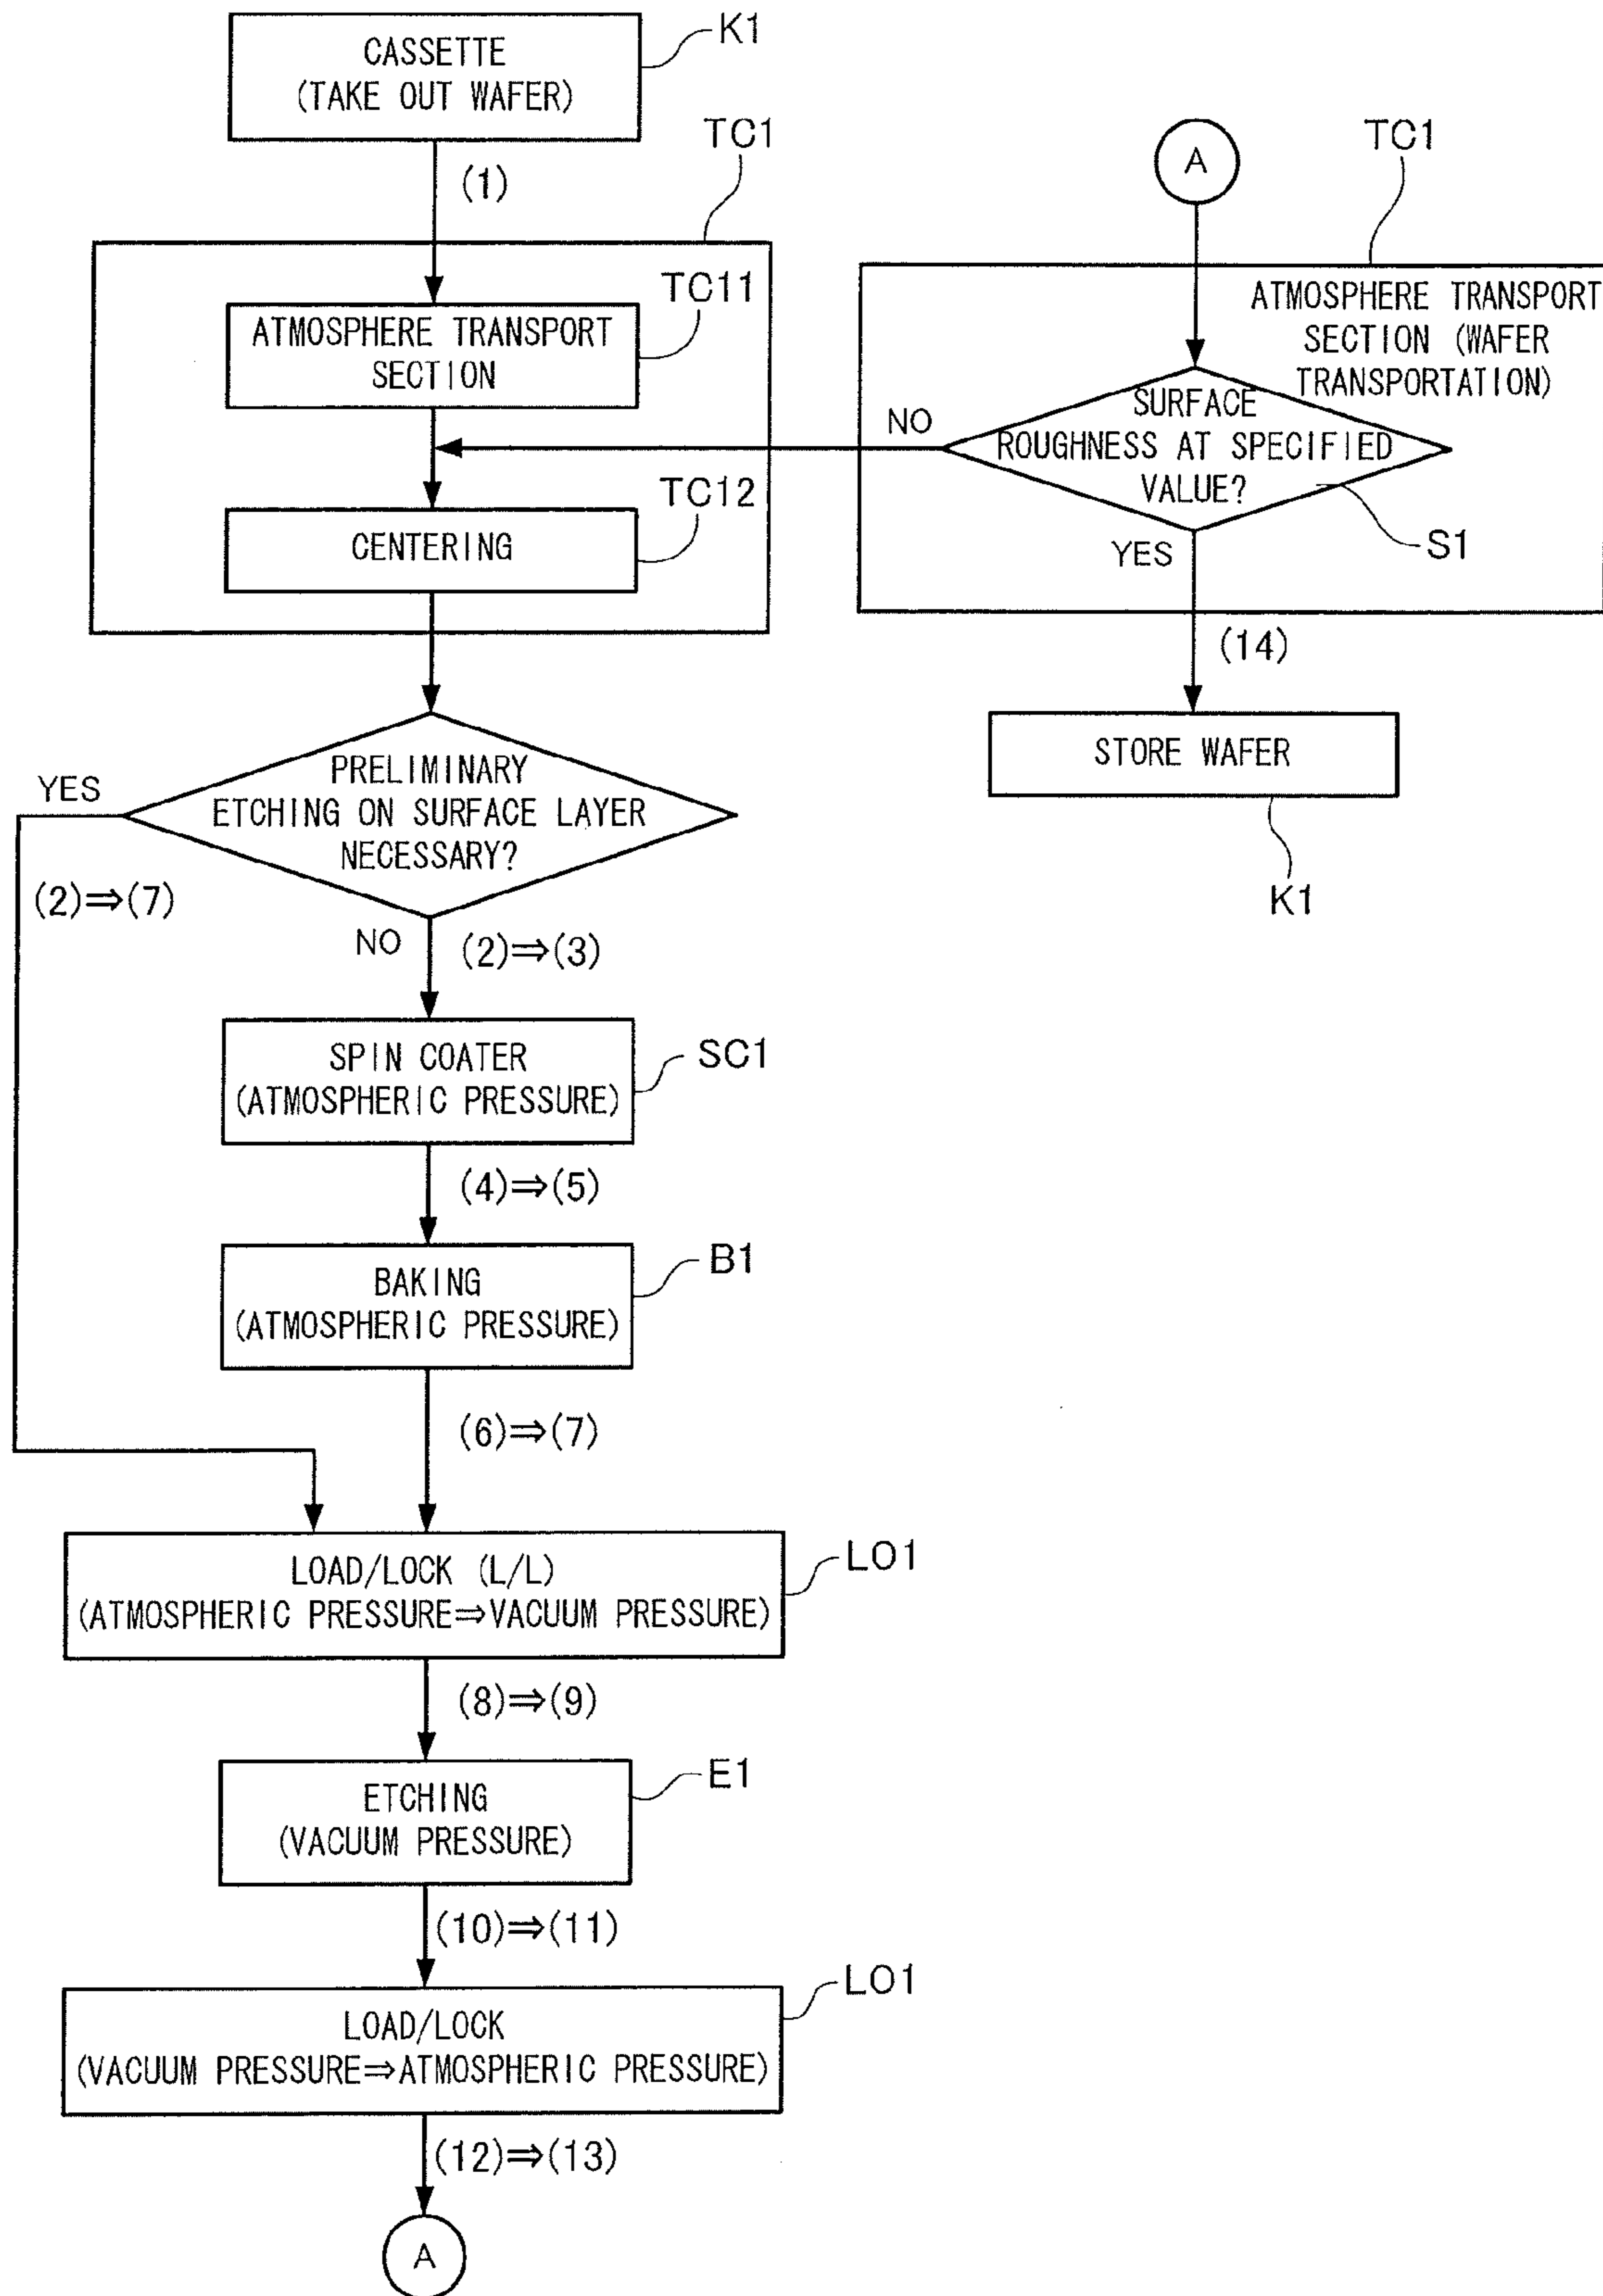 CASSETTE
(TAKE OUT WAFER)
K1
(1)
TC1
TC11
ATMOSPHERE TRANSPORT
SECTION
TC12
CENTERING
PRELIMINARY
ETCHING ON SURFACE LAYER
NECESSARY?
YES
(2)⇒(7)
NO
(2)⇒(3)
SPIN COATER
(ATMOSPHERIC PRESSURE)
SC1
(4)⇒(5)
BAKING
(ATMOSPHERIC PRESSURE)
B1
(6)⇒(7)
LOAD/LOCK (L/L)
(ATMOSPHERIC PRESSURE⇒VACUUM PRESSURE)
LO1
(8)⇒(9)
ETCHING
(VACUUM PRESSURE)
E1
(10)⇒(11)
LOAD/LOCK
(VACUUM PRESSURE⇒ATMOSPHERIC PRESSURE)
LO1
(12)⇒(13)
A
A
TC1
ATMOSPHERE TRANSPORT
SECTION (WAFER
TRANSPORTATION)
SURFACE
ROUGHNESS AT SPECIFIED
VALUE?
NO
S1
YES
(14)
STORE WAFER
K1